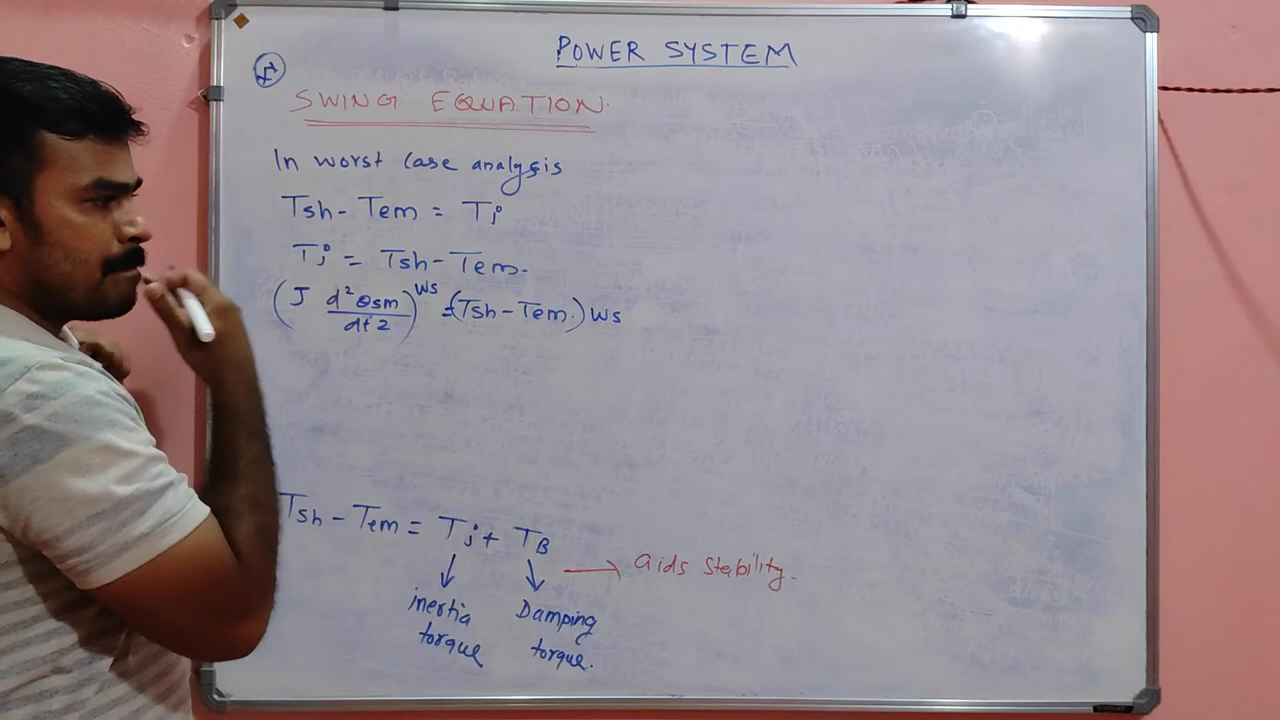 POWER SYSTEM
SWING EQUATION.
In worst case analysis
Tsh - Tem = Tj
Tj = Tsh - Tem.
(J d²θsm/dt2)ws = (Tsh - Tem.) ws
Tsh - Tem = Tj + TB
→ aids stability.
↓ ↓
inertia torque
Damping torque.